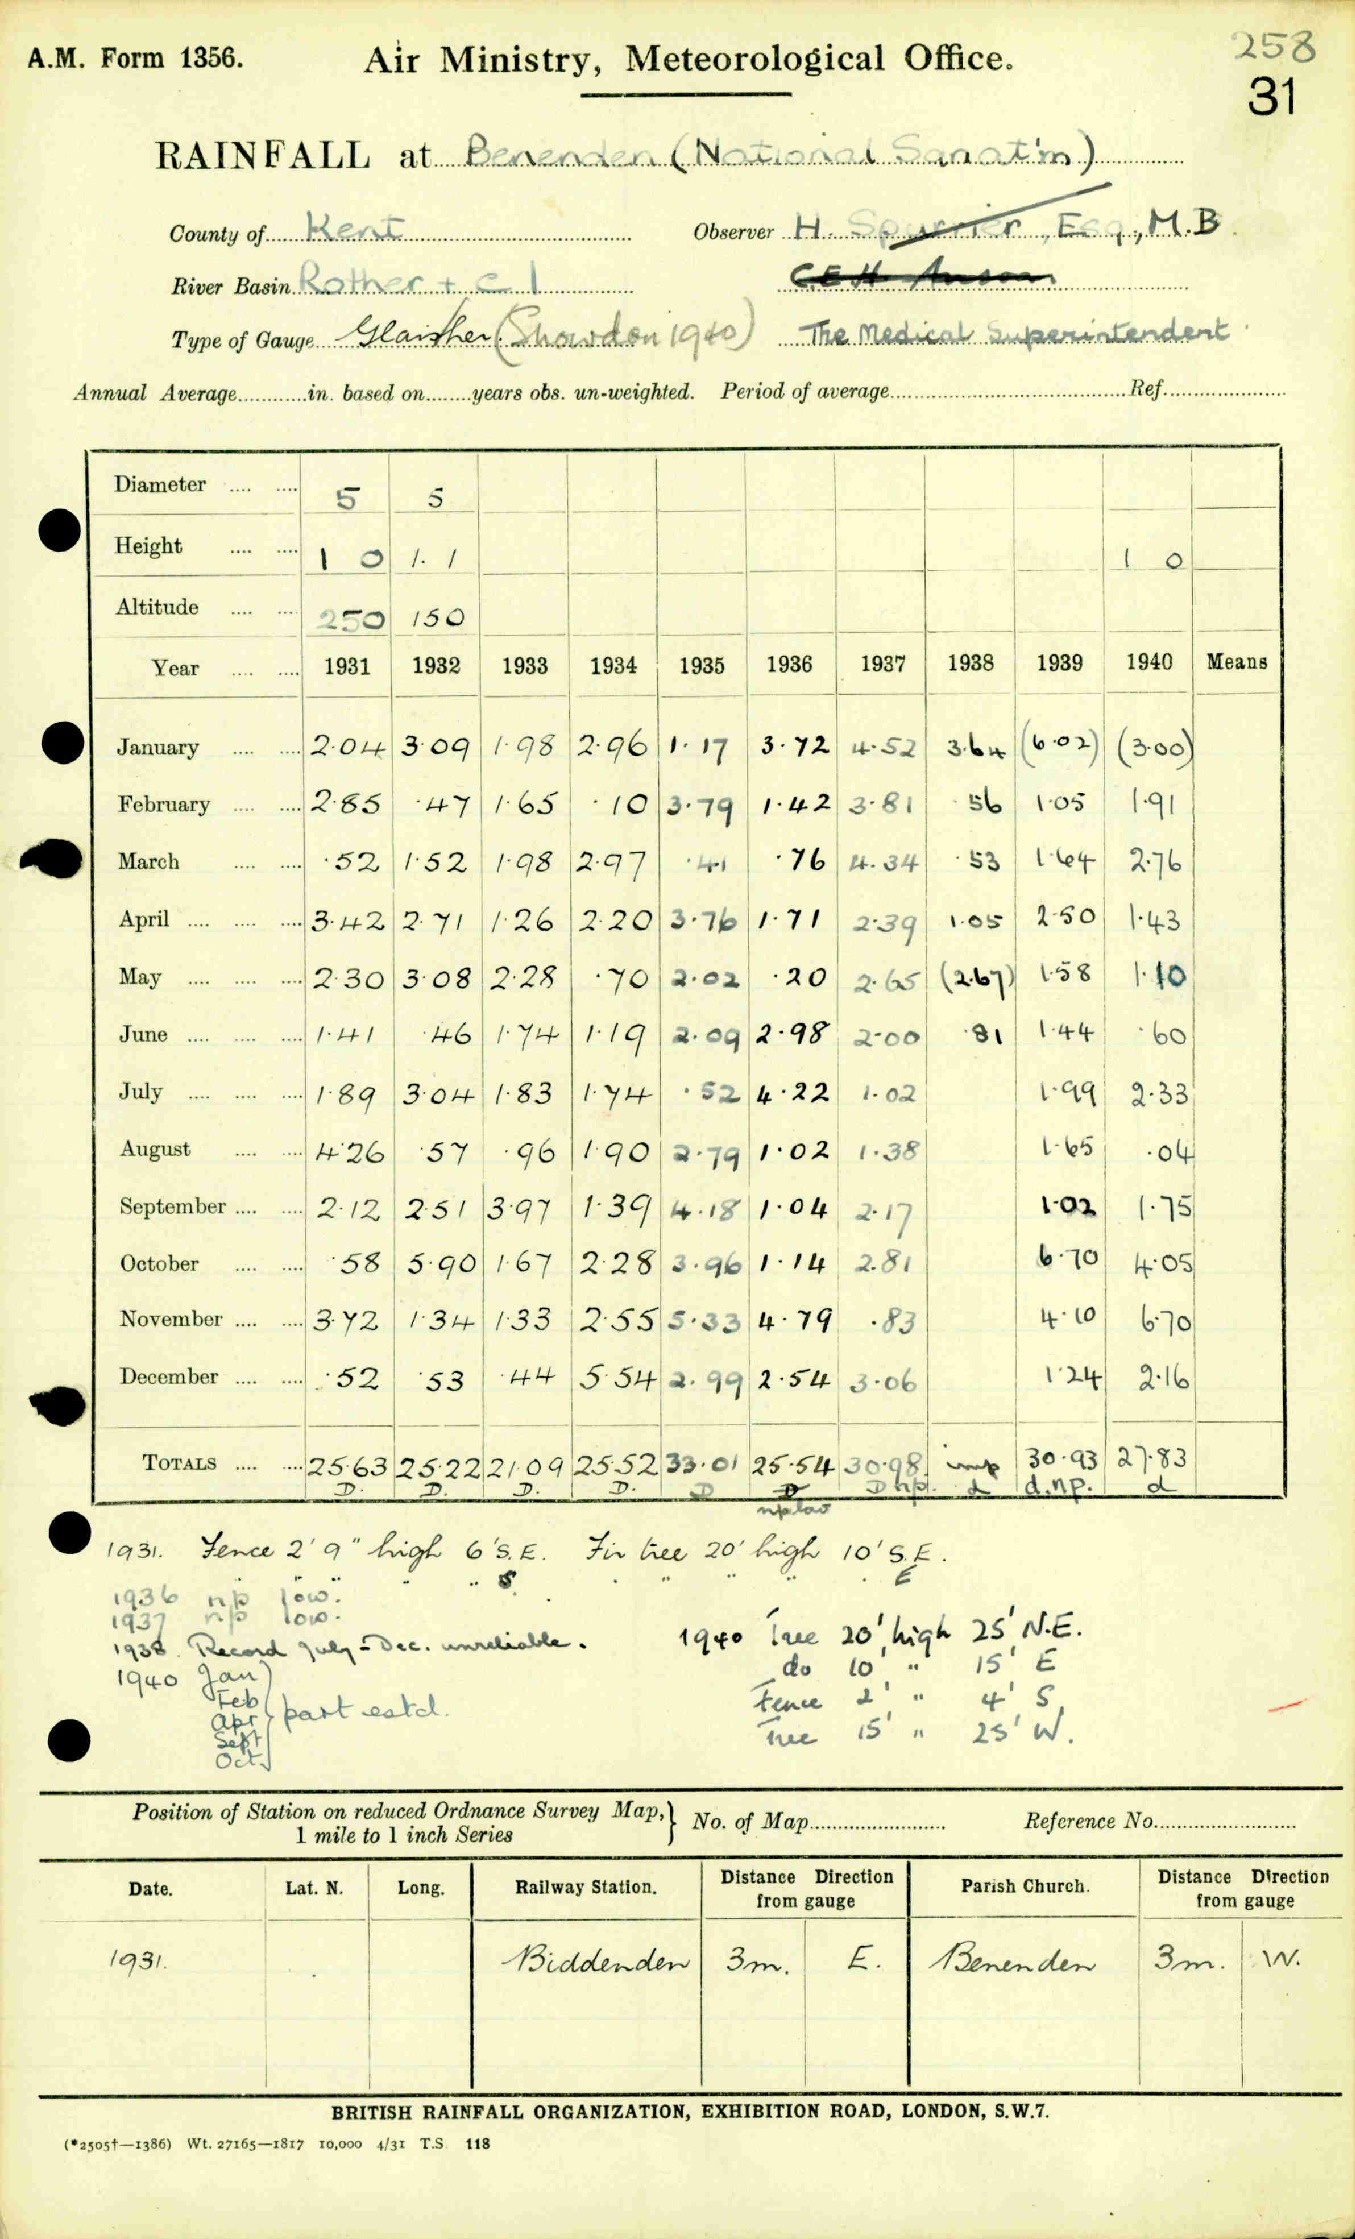 258
A.M. Form 1356. Air Ministry, Meteorological Office.
31
RAINFALL at Benenden (National Sanat'm)
County of Kent Observer H. Spurrier, Esq., M.B.
River Basin Rother + c I C.E.H. Anson
Type of Gauge Glaisher (Snowdon 1940) The Medical Superintendent
Annual Average............in. based on........years obs. un-weighted. Period of average............Ref............
Diameter 5 5
Height 1 0 1. 1 1 0
Altitude 250 150
Year 1931 1932 1933 1934 1935 1936 1937 1938 1939 1940 Means
January 2·04 3·09 1·98 2·96 1·17 3·72 4·52 3·64 (6·02) (3·00)
February 2·85 ·47 1·65 ·10 3·79 1·42 3·81 ·56 1·05 1·91
March ·52 1·52 1·98 2·97 ·41 ·76 4·34 ·53 1·64 2·76
April 3·42 2·71 1·26 2·20 3·76 1·71 2·39 1·05 2·50 1·43
May 2·30 3·08 2·28 ·70 2·02 ·20 2·65 (2·67) 1·58 1·10
June 1·41 ·46 1·74 1·19 2·09 2·98 2·00 ·81 1·44 ·60
July 1·89 3·04 1·83 1·74 ·52 4·22 1·02 1·99 2·33
August 4·26 ·57 ·96 1·90 2·79 1·02 1·38 1·65 ·04
September 2·12 2·51 3·97 1·39 4·18 1·04 2·17 1·02 1·75
October ·58 5·90 1·67 2·28 3·96 1·14 2·81 6·70 4·05
November 3·72 1·34 1·33 2·55 5·33 4·79 ·83 4·10 6·70
December ·52 ·53 ·44 5·54 2·99 2·54 3·06 1·24 2·16
TOTALS 25·63 25·22 21·09 25·52 33·01 25·54 30·98 imp 30·93 27·83
D. D. D. D. D D D np. d d.np. d
np low
1931. Fence 2' 9" high 6' S.E. Fir tree 20' high 10' S.E.
" " " " S " " " " E
1936 np low.
1937 np low.
1938. Record July - Dec. unreliable.
1940 Jan
Feb
Apr
Sept
Oct
part estd.
1940 Tree 20' high 25' N.E.
do 10' " 15' E
Fence 2' " 4' S.
Tree 15' " 25' W.
Position of Station on reduced Ordnance Survey Map, 1 mile to 1 inch Series No. of Map............ Reference No............
Date. Lat. N. Long. Railway Station. Distance Direction from gauge Parish Church. Distance Direction from gauge
1931. Biddenden 3m. E. Benenden 3m. W.
BRITISH RAINFALL ORGANIZATION, EXHIBITION ROAD, LONDON, S.W.7.
(*2505†—1386) Wt. 27165—1817 10,000 4/31 T.S. 118